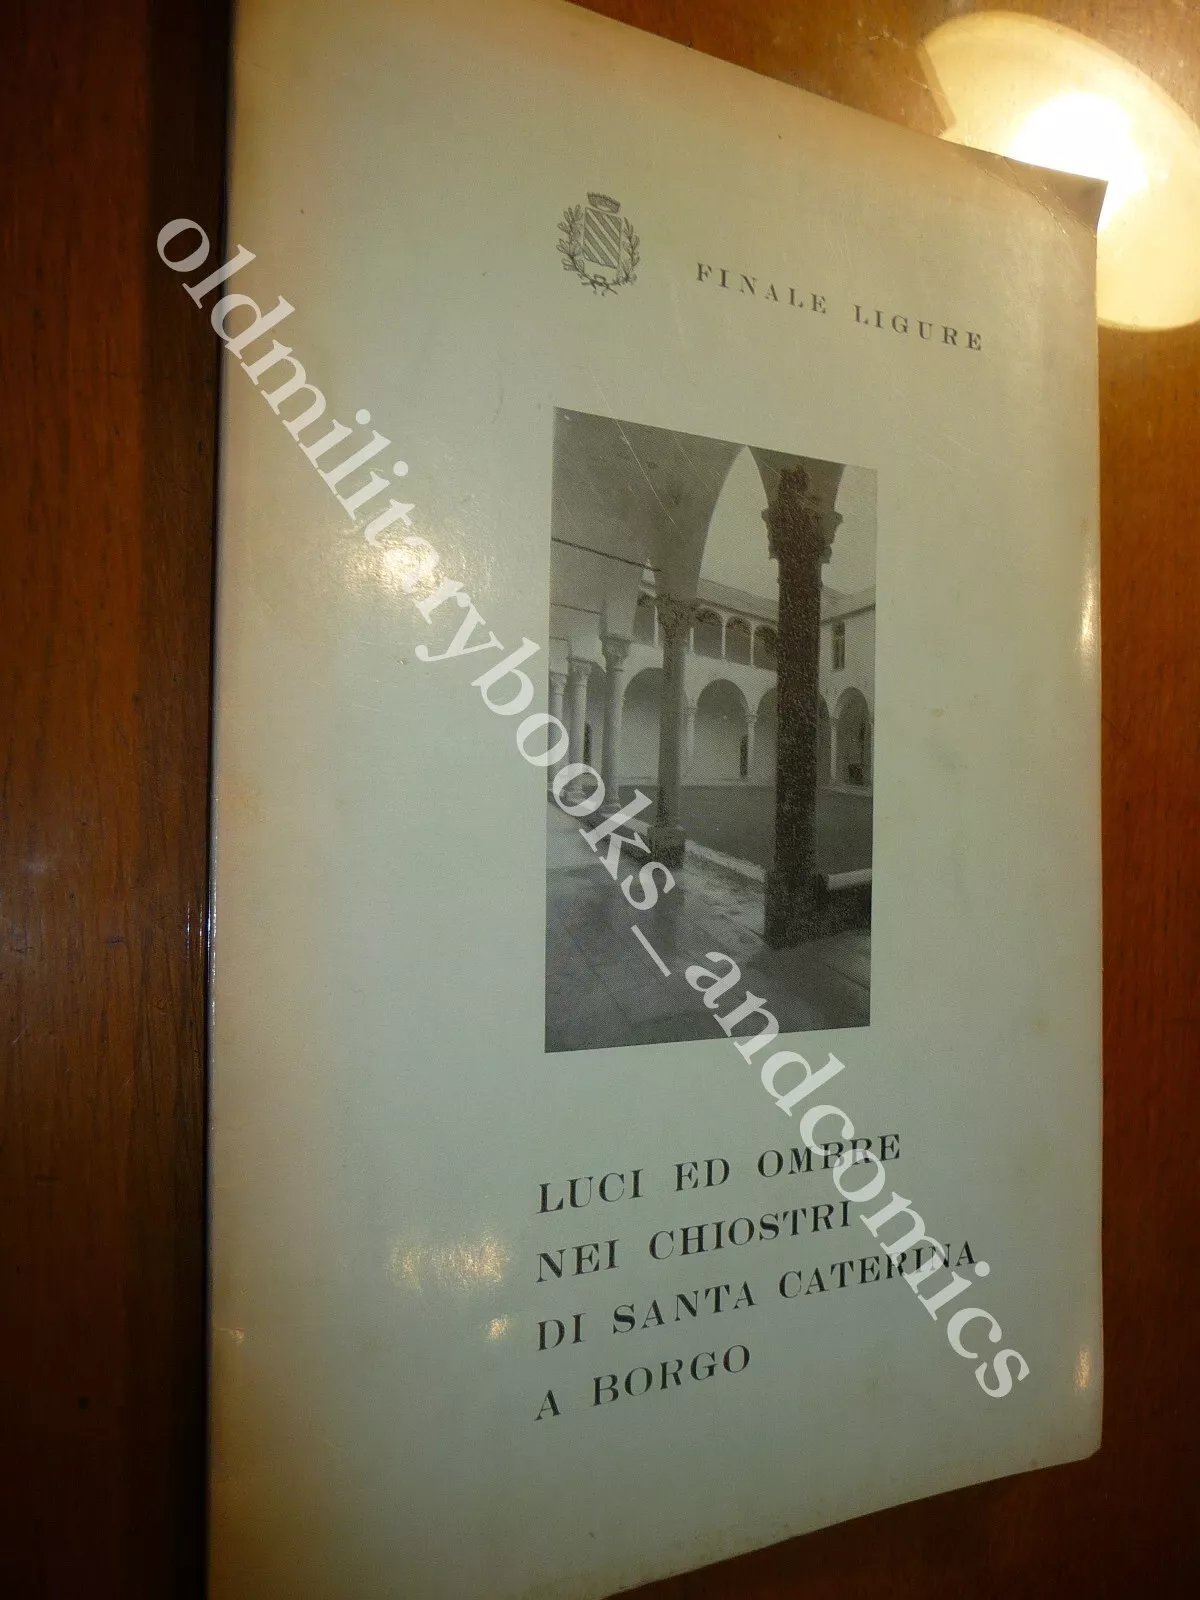 FINALE LIGURE
LUCI ED OMBRE
NEI CHIOSTRI
DI SANTA CATERINA
A BORGO
oldmilitarybooks_andcomics